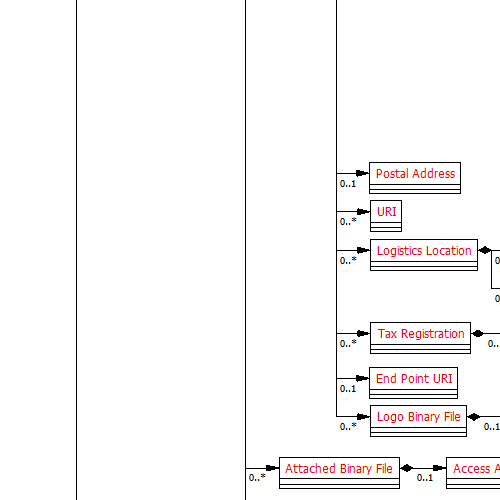 Postal Address
0..1
URI
0..*
Logistics Location
0..*
0
0
Tax Registration
0..*
0..
End Point URI
0..1
Logo Binary File
0..*
0..1
Attached Binary File
Access A
0..*
0..1